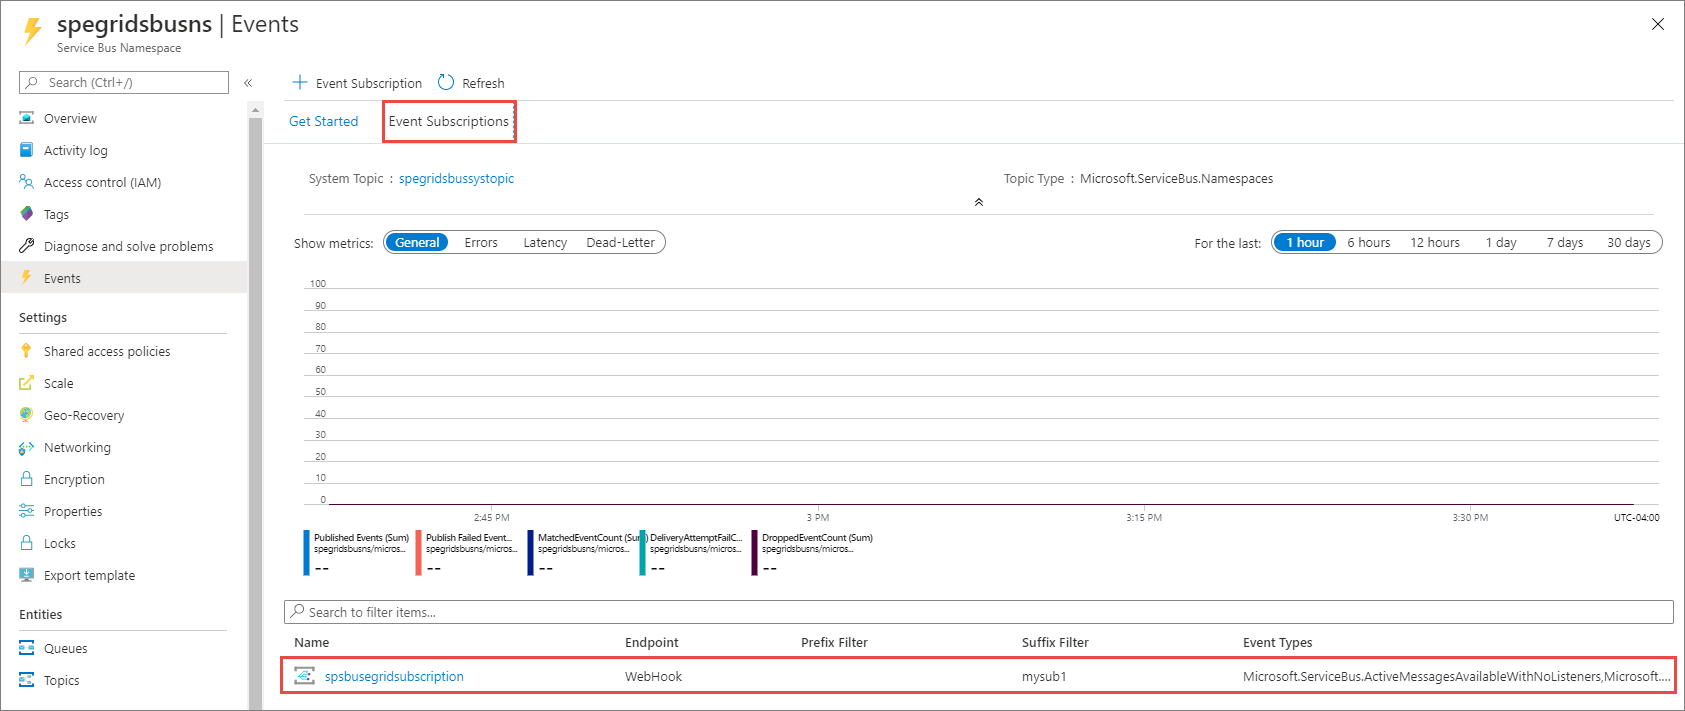 spegridsbusns | Events
Service Bus Namespace
Search (Ctrl+/)
«
Overview
Activity log
Access control (IAM)
Tags
Diagnose and solve problems
Events
Settings
Shared access policies
Scale
Geo-Recovery
Networking
Encryption
Properties
Locks
Export template
Entities
Queues
Topics
Event Subscription Refresh
Get Started Event Subscriptions
System Topic : spegridsbussystopic Topic Type : Microsoft.ServiceBus.Namespaces
Show metrics: General Errors Latency Dead-Letter For the last: 1 hour 6 hours 12 hours 1 day 7 days 30 days
100
90
80
70
60
50
40
30
20
10
0
2:45 PM 3 PM 3:15 PM 3:30 PM UTC-04:00
Published Events (Sum) Publish Failed Event... MatchedEventCount (Sum) DeliveryAttemptFailC... DroppedEventCount (Sum)
spegridsbusns/micros... spegridsbusns/micros... spegridsbusns/micros... spegridsbusns/micros... spegridsbusns/micros...
-- -- -- -- --
Search to filter items...
Name Endpoint Prefix Filter Suffix Filter Event Types
spsbusegridsubscription WebHook mysub1 Microsoft.ServiceBus.ActiveMessagesAvailableWithNoListeners,Microsoft....